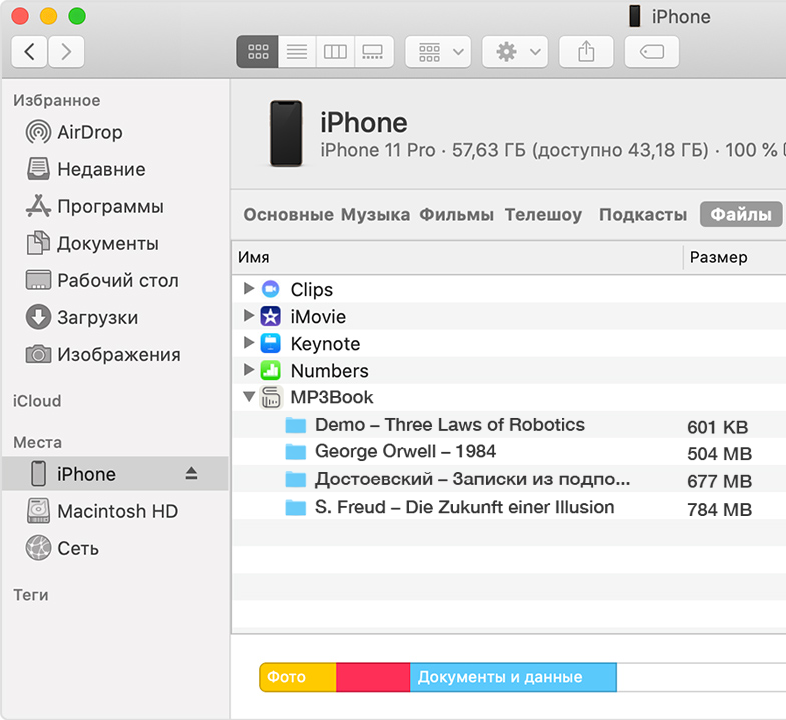 iPhone
Избранное
AirDrop
Недавние
Программы
Документы
Рабочий стол
Загрузки
Изображения
iCloud
Места
iPhone
Macintosh HD
Сеть
Теги
iPhone
iPhone 11 Pro · 57,63 ГБ (доступно 43,18 ГБ) · 100 %
Основные Музыка Фильмы Телешоу Подкасты Файлы
Имя Размер
Clips
iMovie
Keynote
Numbers
MP3Book
Demo – Three Laws of Robotics 601 KB
George Orwell – 1984 504 MB
Достоевский – Записки из подпо... 677 MB
S. Freud – Die Zukunft einer Illusion 784 MB
Фото Документы и данные